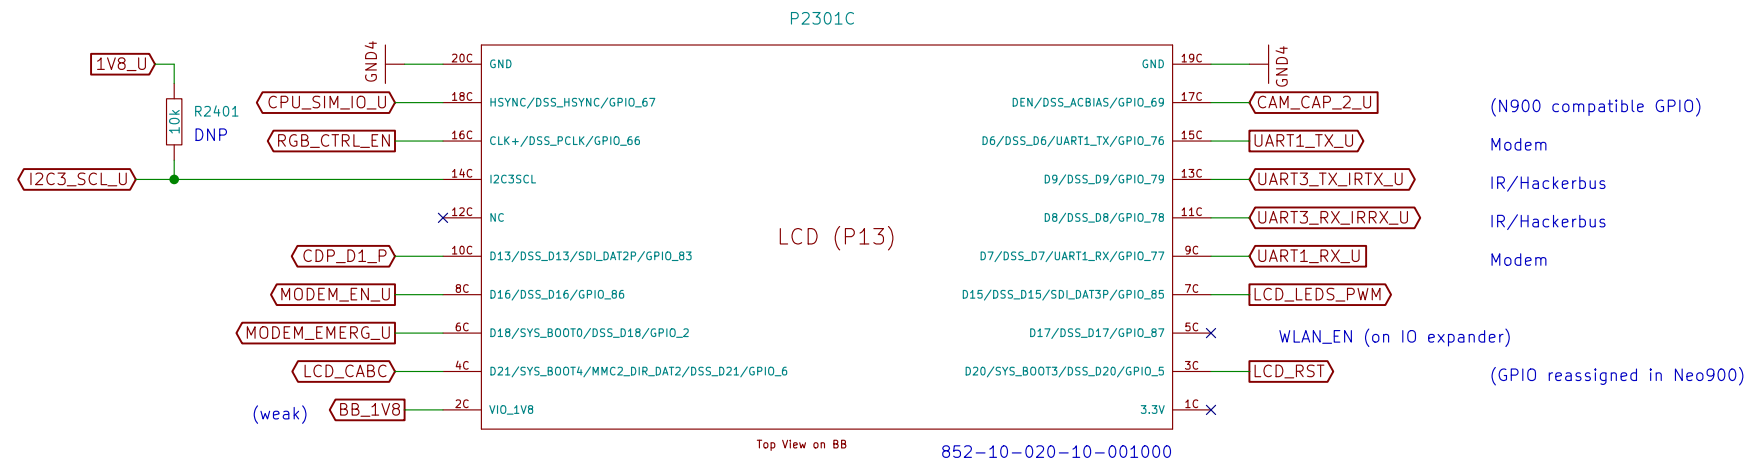 P2301C
1V8_U
R2401
10k
DNP
I2C3_SCL_U
GND4
20C GND
CPU_SIM_IO_U 18C HSYNC/DSS_HSYNC/GPIO_67
RGB_CTRL_EN 16C CLK+/DSS_PCLK/GPIO_66
14C I2C3SCL
12C NC
CDP_D1_P 10C D13/DSS_D13/SDI_DAT2P/GPIO_83
MODEM_EN_U 8C D16/DSS_D16/GPIO_86
MODEM_EMERG_U 6C D18/SYS_BOOT0/DSS_D18/GPIO_2
LCD_CABC 4C D21/SYS_BOOT4/MMC2_DIR_DAT2/DSS_D21/GPIO_6
(weak) BB_1V8 2C VIO_1V8
LCD (P13)
GND 19C GND4
DEN/DSS_ACBIAS/GPIO_69 17C CAM_CAP_2_U (N900 compatible GPIO)
D6/DSS_D6/UART1_TX/GPIO_76 15C UART1_TX_U Modem
D9/DSS_D9/GPIO_79 13C UART3_TX_IRTX_U IR/Hackerbus
D8/DSS_D8/GPIO_78 11C UART3_RX_IRRX_U IR/Hackerbus
D7/DSS_D7/UART1_RX/GPIO_77 9C UART1_RX_U Modem
D15/DSS_D15/SDI_DAT3P/GPIO_85 7C LCD_LEDS_PWM
D17/DSS_D17/GPIO_87 5C WLAN_EN (on IO expander)
D20/SYS_BOOT3/DSS_D20/GPIO_5 3C LCD_RST (GPIO reassigned in Neo900)
3.3V 1C
Top View on BB
852-10-020-10-001000